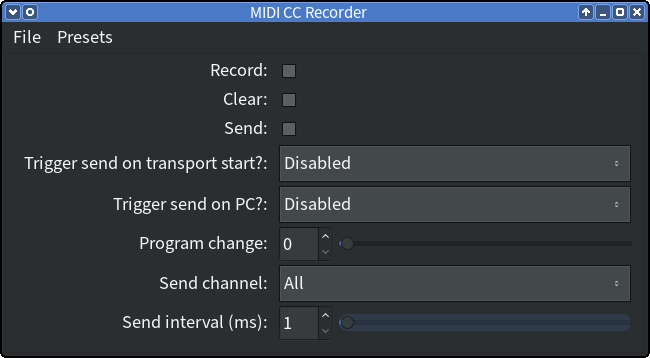 MIDI CC Recorder
File Presets
Record:
Clear:
Send:
Trigger send on transport start?: Disabled
Trigger send on PC?: Disabled
Program change: 0
Send channel: All
Send interval (ms): 1